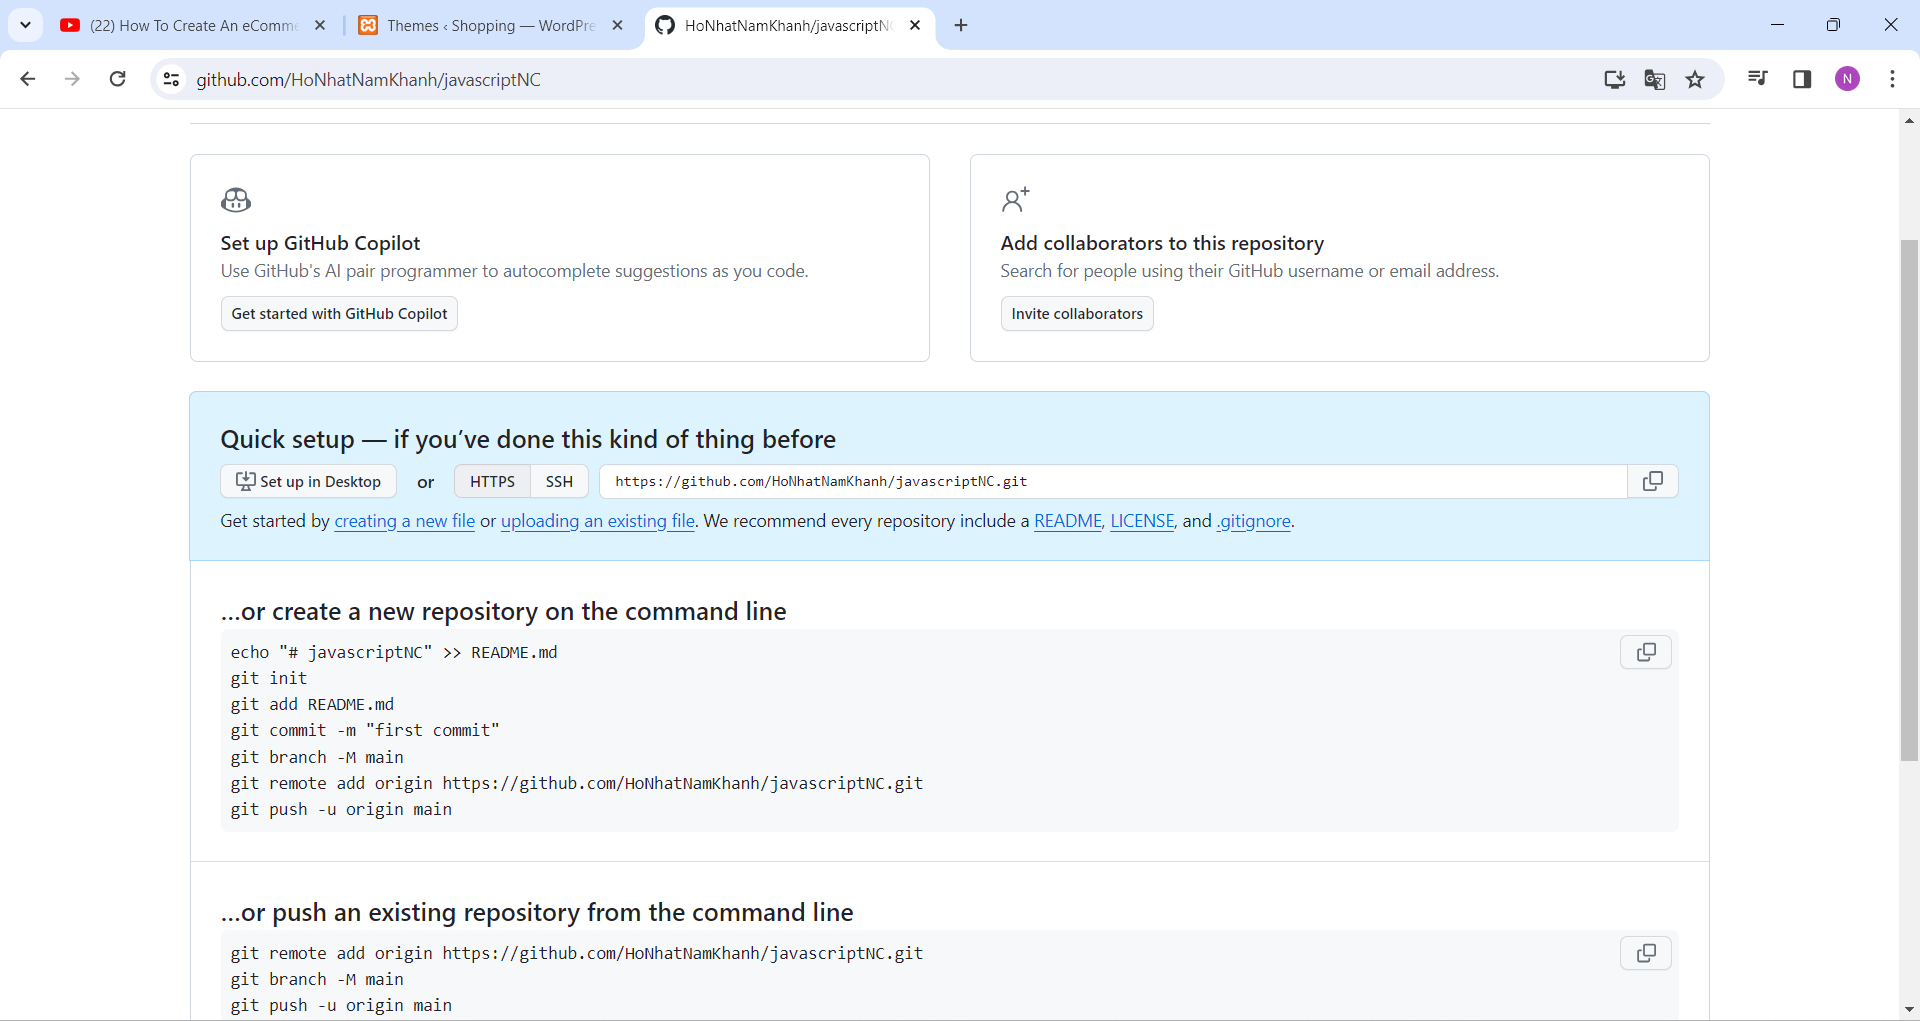 (22) How To Create An eComme
Themes ‹ Shopping — WordPre
HoNhatNamKhanh/javascriptNC
github.com/HoNhatNamKhanh/javascriptNC
N
Set up GitHub Copilot
Use GitHub's AI pair programmer to autocomplete suggestions as you code.
Get started with GitHub Copilot
Add collaborators to this repository
Search for people using their GitHub username or email address.
Invite collaborators
Quick setup — if you’ve done this kind of thing before
Set up in Desktop or HTTPS SSH https://github.com/HoNhatNamKhanh/javascriptNC.git
Get started by creating a new file or uploading an existing file. We recommend every repository include a README, LICENSE, and .gitignore.
…or create a new repository on the command line
echo "# javascriptNC" >> README.md
git init
git add README.md
git commit -m "first commit"
git branch -M main
git remote add origin https://github.com/HoNhatNamKhanh/javascriptNC.git
git push -u origin main
…or push an existing repository from the command line
git remote add origin https://github.com/HoNhatNamKhanh/javascriptNC.git
git branch -M main
git push -u origin main